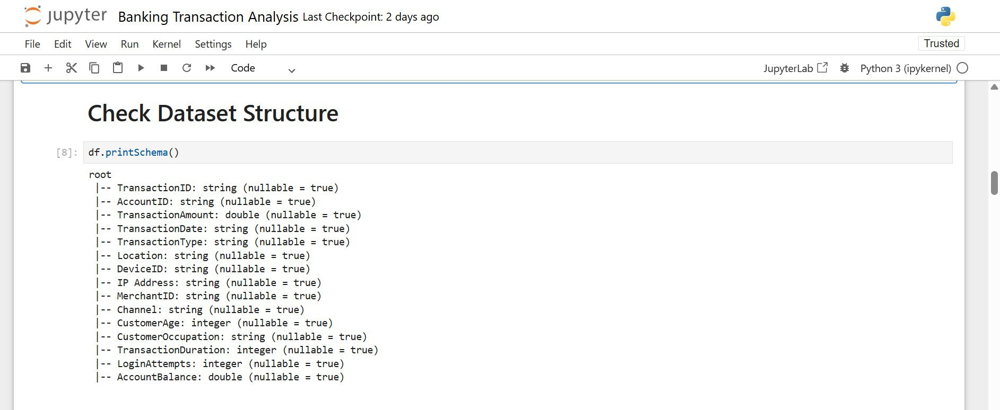 jupyter Banking Transaction Analysis Last Checkpoint: 2 days ago
File Edit View Run Kernel Settings Help Trusted
Code JupyterLab Python 3 (ipykernel)
Check Dataset Structure
[8]: df.printSchema()
root
|-- TransactionID: string (nullable = true)
|-- AccountID: string (nullable = true)
|-- TransactionAmount: double (nullable = true)
|-- TransactionDate: string (nullable = true)
|-- TransactionType: string (nullable = true)
|-- Location: string (nullable = true)
|-- DeviceID: string (nullable = true)
|-- IP Address: string (nullable = true)
|-- MerchantID: string (nullable = true)
|-- Channel: string (nullable = true)
|-- CustomerAge: integer (nullable = true)
|-- CustomerOccupation: string (nullable = true)
|-- TransactionDuration: integer (nullable = true)
|-- LoginAttempts: integer (nullable = true)
|-- AccountBalance: double (nullable = true)